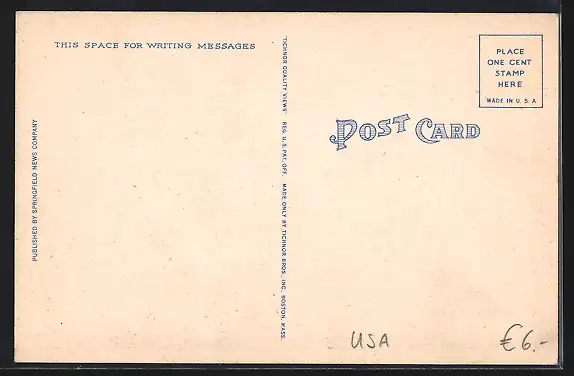 THIS SPACE FOR WRITING MESSAGES
PUBLISHED BY SPRINGFIELD NEWS COMPANY
"TICHNOR QUALITY VIEWS" REG. U. S. PAT. OFF. MADE ONLY BY TICHNOR BROS., INC., BOSTON, MASS.
PLACE
ONE CENT
STAMP
HERE
MADE IN U. S. A
POST CARD
USA
€6.-